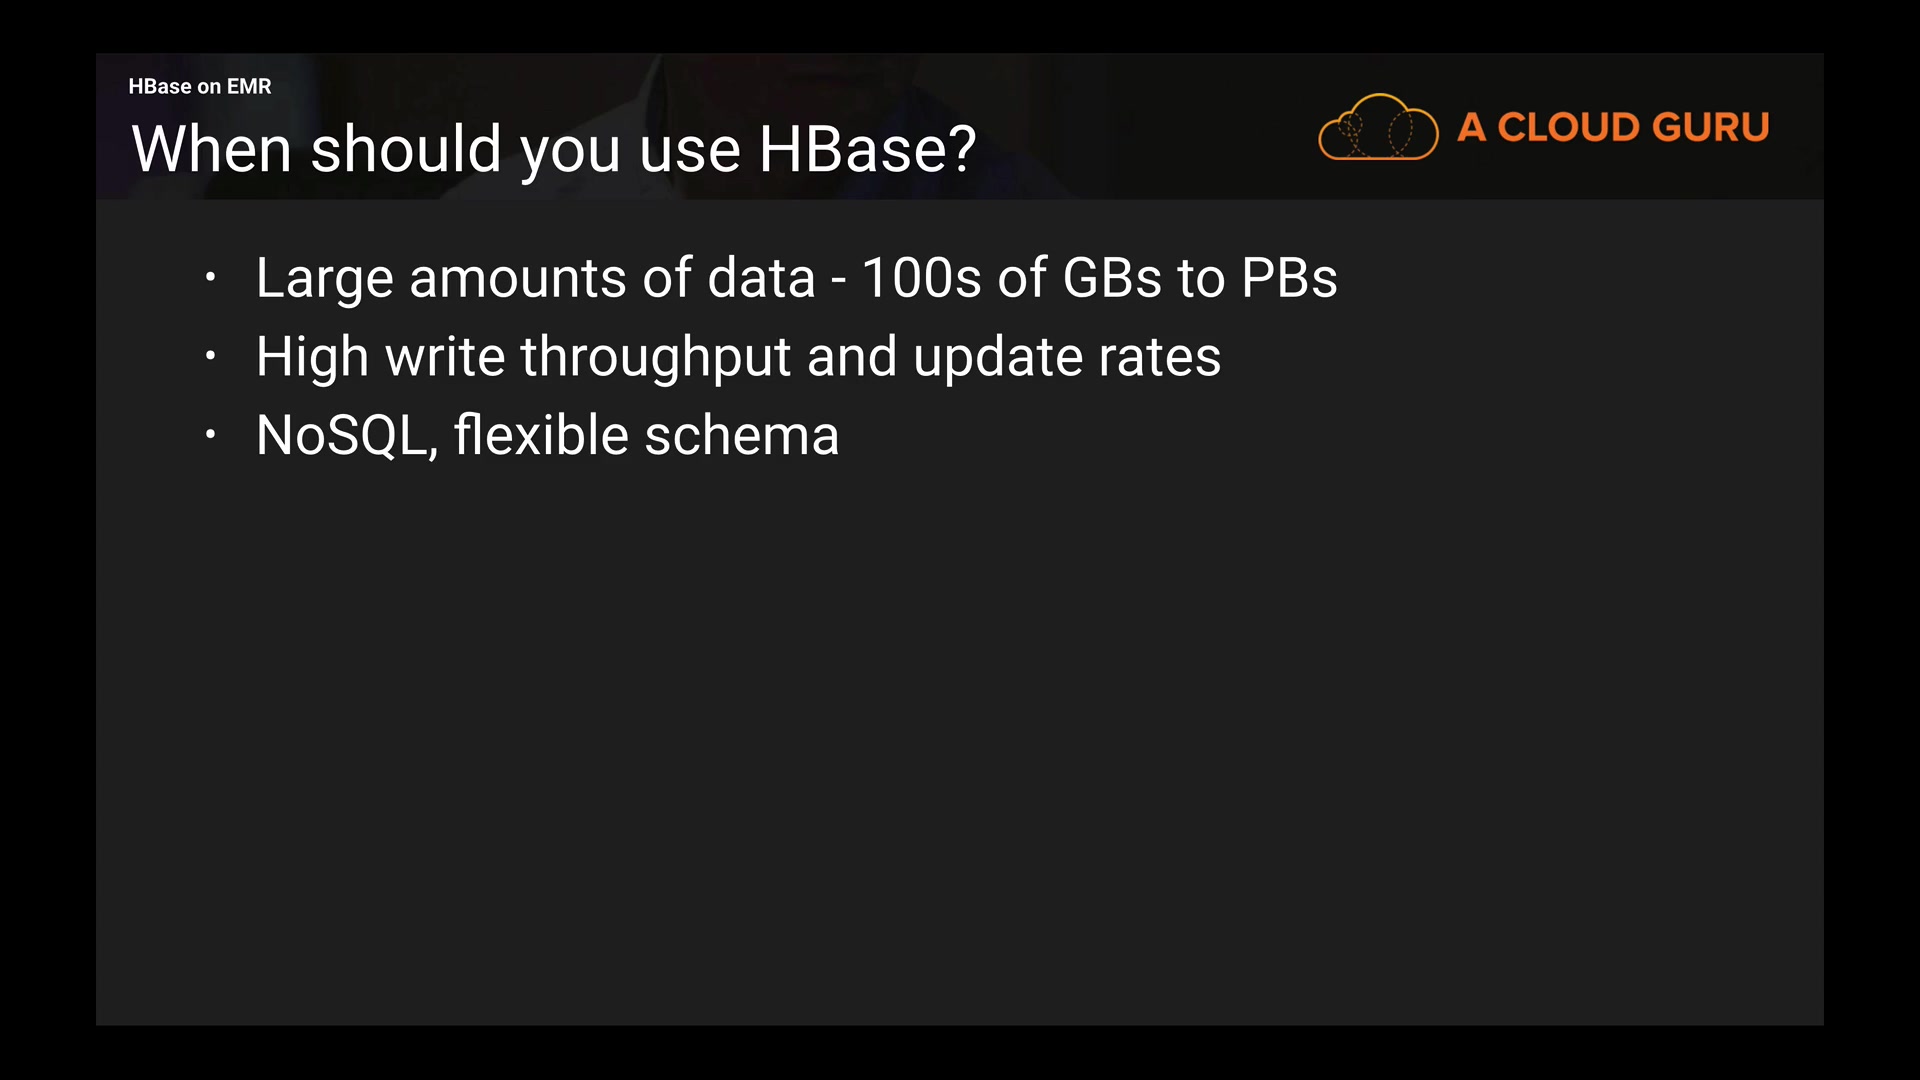 HBase on EMR
When should you use HBase?
A CLOUD GURU
• Large amounts of data - 100s of GBs to PBs
• High write throughput and update rates
• NoSQL, flexible schema